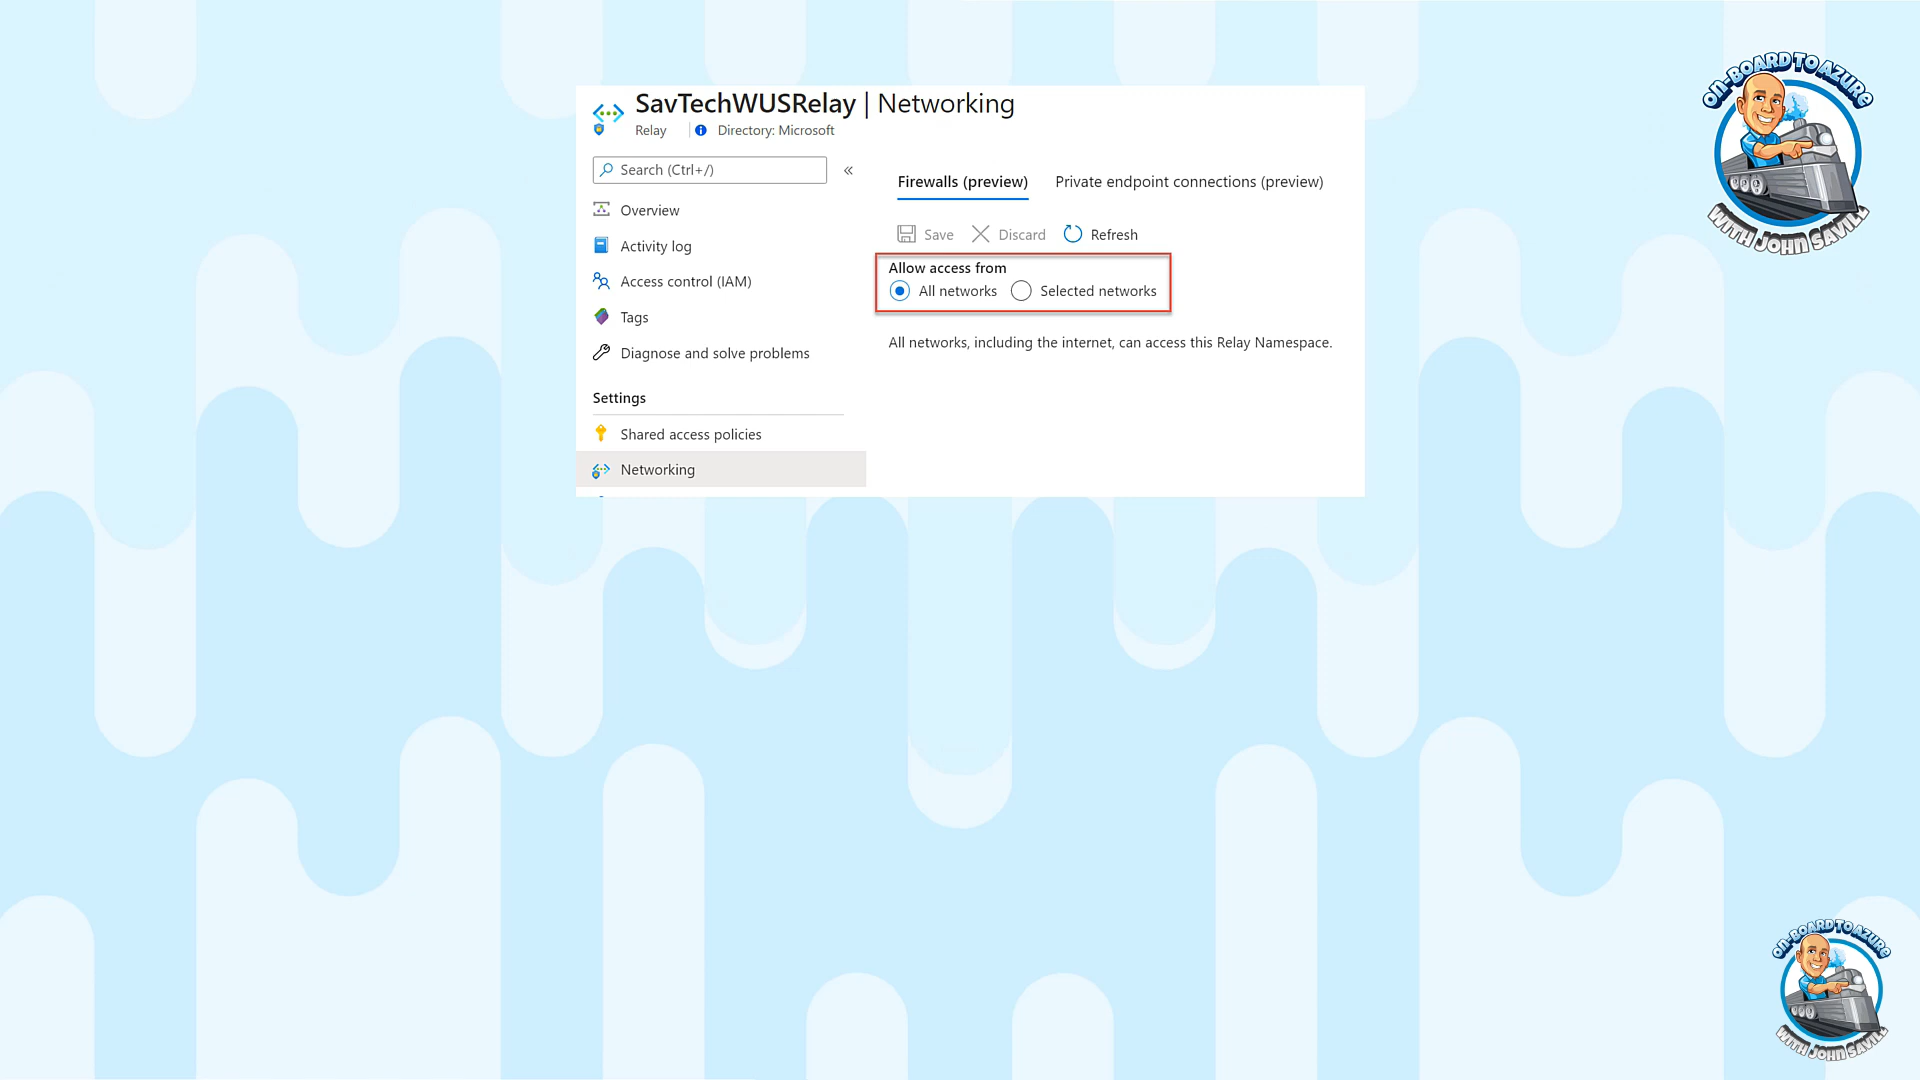 SavTechWUSRelay | Networking
Relay
Directory: Microsoft
Search (Ctrl+/)
«
Overview
Activity log
Access control (IAM)
Tags
Diagnose and solve problems
Settings
Shared access policies
Networking
Firewalls (preview)
Private endpoint connections (preview)
Save
Discard
Refresh
Allow access from
All networks
Selected networks
All networks, including the internet, can access this Relay Namespace.
ON-BOARD TO AZURE
WITH JOHN SAVILL
ON-BOARD TO AZURE
WITH JOHN SAVILL